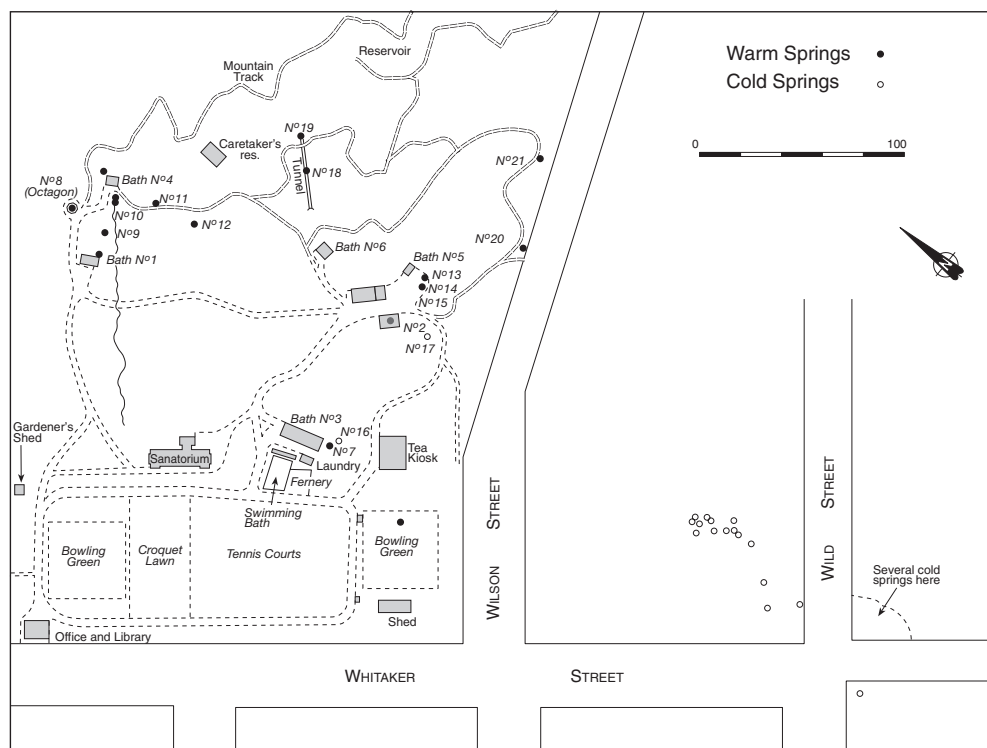 Warm Springs
Cold Springs
0 100
Reservoir
Mountain
Track
Caretaker's
res.
Nº19
Nº18
Tunnel
Nº21
Nº8
(Octagon)
Bath Nº4
Nº11
Nº10
Nº12
Nº9
Bath Nº1
Nº20
Bath Nº6
Bath Nº5
Nº13
Nº14
Nº15
Nº2
Nº17
N
Bath Nº3
Nº16
Nº7
Gardener's
Shed
Sanatorium
Laundry
Tea
Kiosk
Fernery
Swimming
Bath
Bowling
Green
Croquet
Lawn
Tennis Courts
Bowling
Green
Shed
Office and Library
WILSON STREET
WILD STREET
Several cold
springs here
WHITAKER STREET